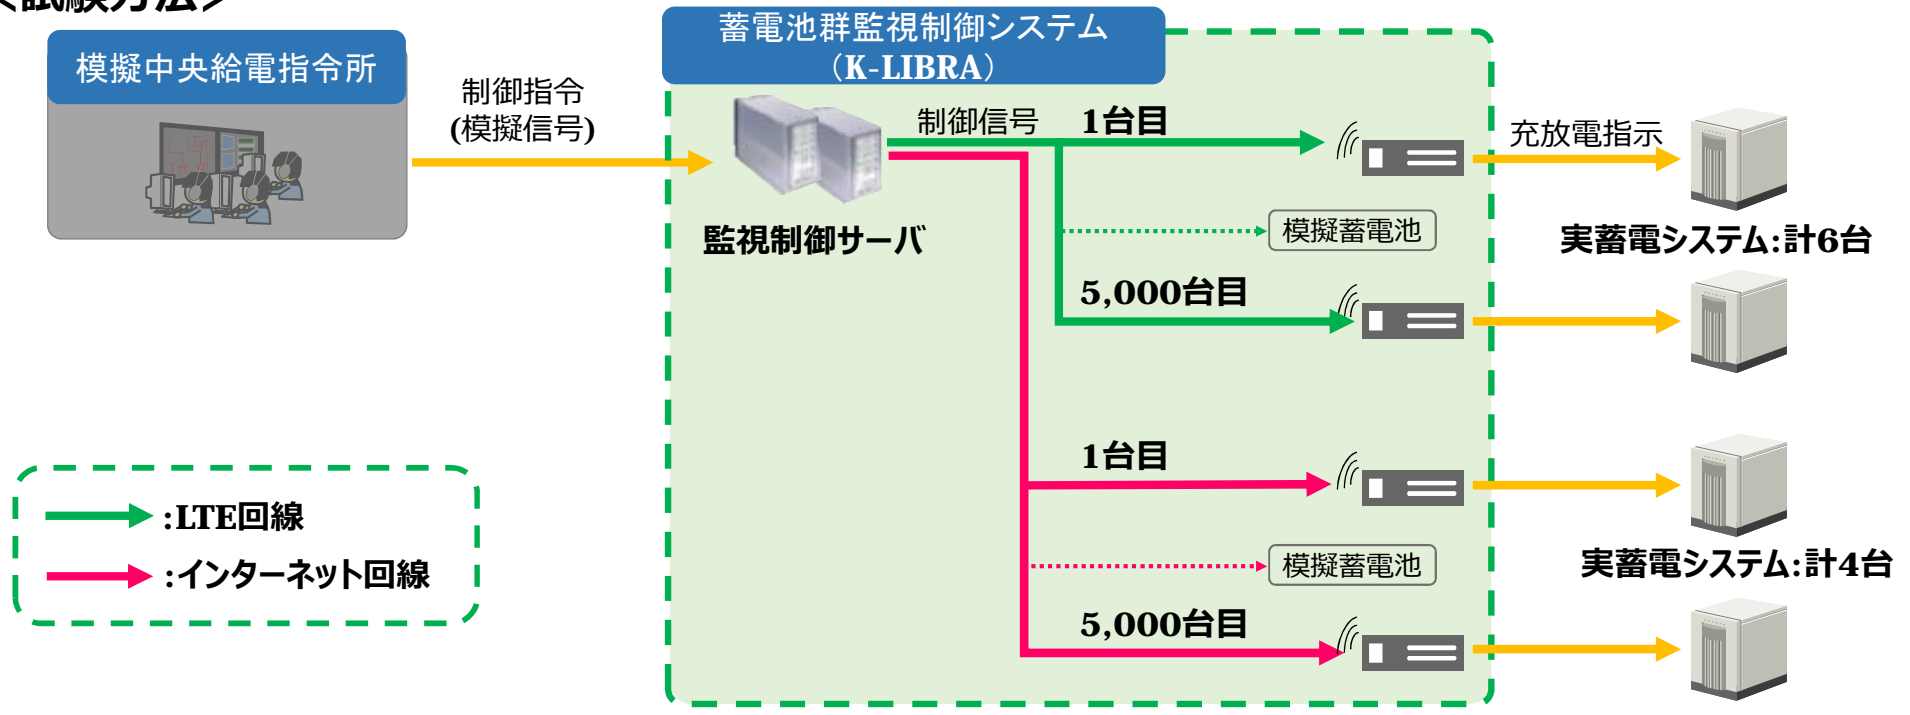 <試験方法>
模擬中央給電指令所
制御指令
(模擬信号)
蓄電池群監視制御システム
（K-LIBRA）
監視制御サーバ
制御信号
1台目
充放電指示
模擬蓄電池
実蓄電システム:計6台
5,000台目
1台目
模擬蓄電池
実蓄電システム:計4台
5,000台目
:LTE回線
:インターネット回線